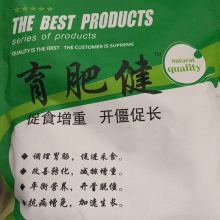 THE BEST PRODUCTS
series of products
QUALITY IS THE FIRST THE CUSTOMER IS SUPREME
Natural
quality
育肥健
TM
促食增重 开僵促长
调理胃肠，促进采食。
改善转化，减排增重。
平衡营养，开胃脱僵。
抗病增免，加速生长。